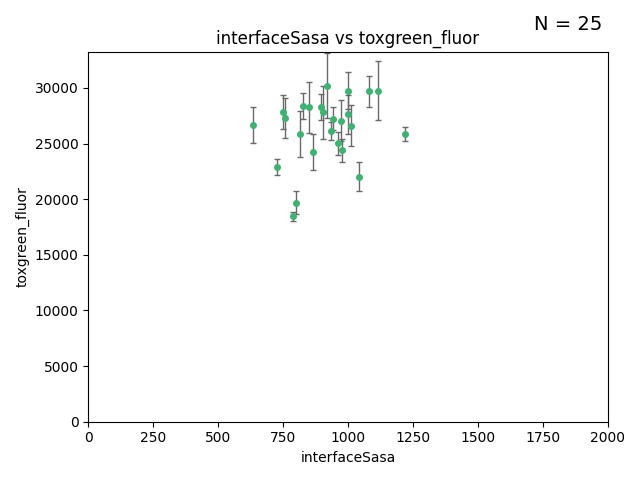 N = 25
interfaceSasa vs toxgreen_fluor
30000
25000
20000
15000
10000
5000
0
toxgreen_fluor
0 250 500 750 1000 1250 1500 1750 2000
interfaceSasa